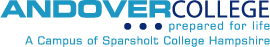 ANDOVERCOLLEGE
prepared for life
A Campus of Sparsholt College Hampshire